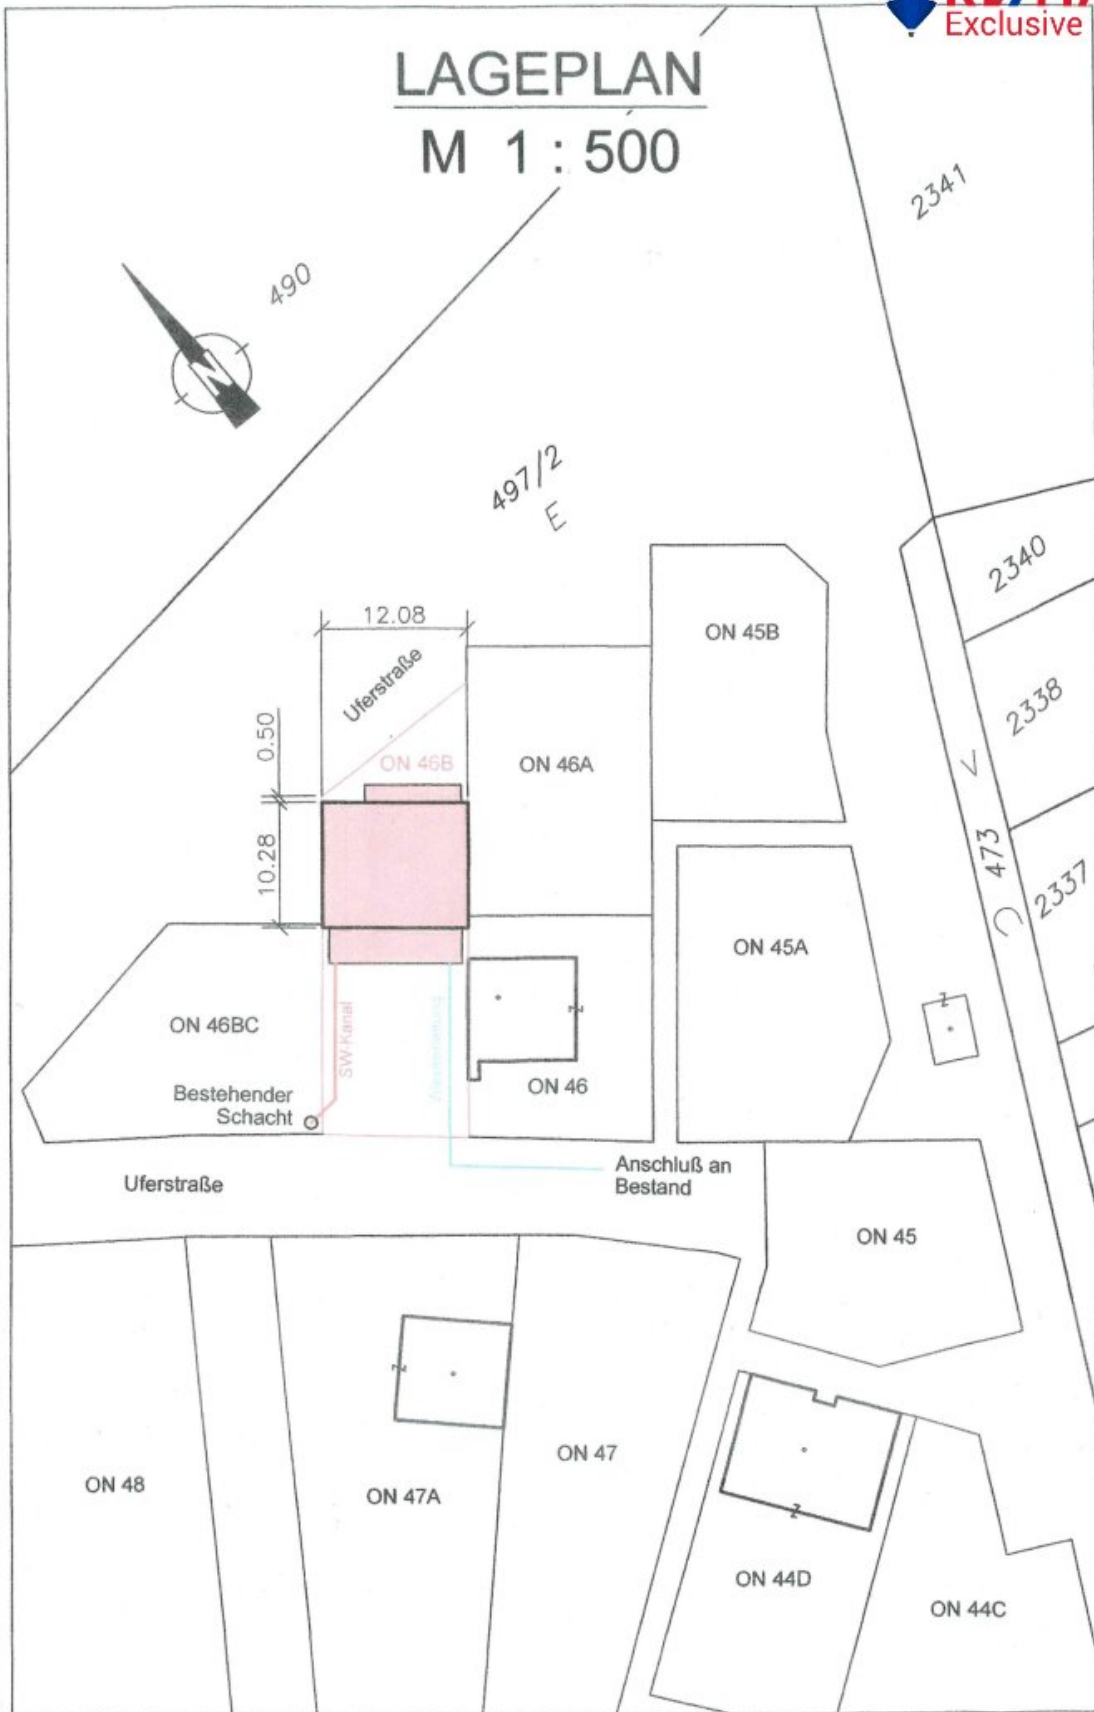 Exclusive
LAGEPLAN
M 1 : 500
2341
490
497/2
E
2340
12.08
ON 45B
Uferstraße
2338
0.50
ON 46B
ON 46A
V
10.28
473
2337
ON 45A
ON 46BC
SW-Kanal
Z
Z
Bestehender
Schacht
ON 46
Anschluß an
Bestand
Uferstraße
ON 45
Z
ON 47
ON 48
ON 47A
Z
ON 44D
ON 44C
N